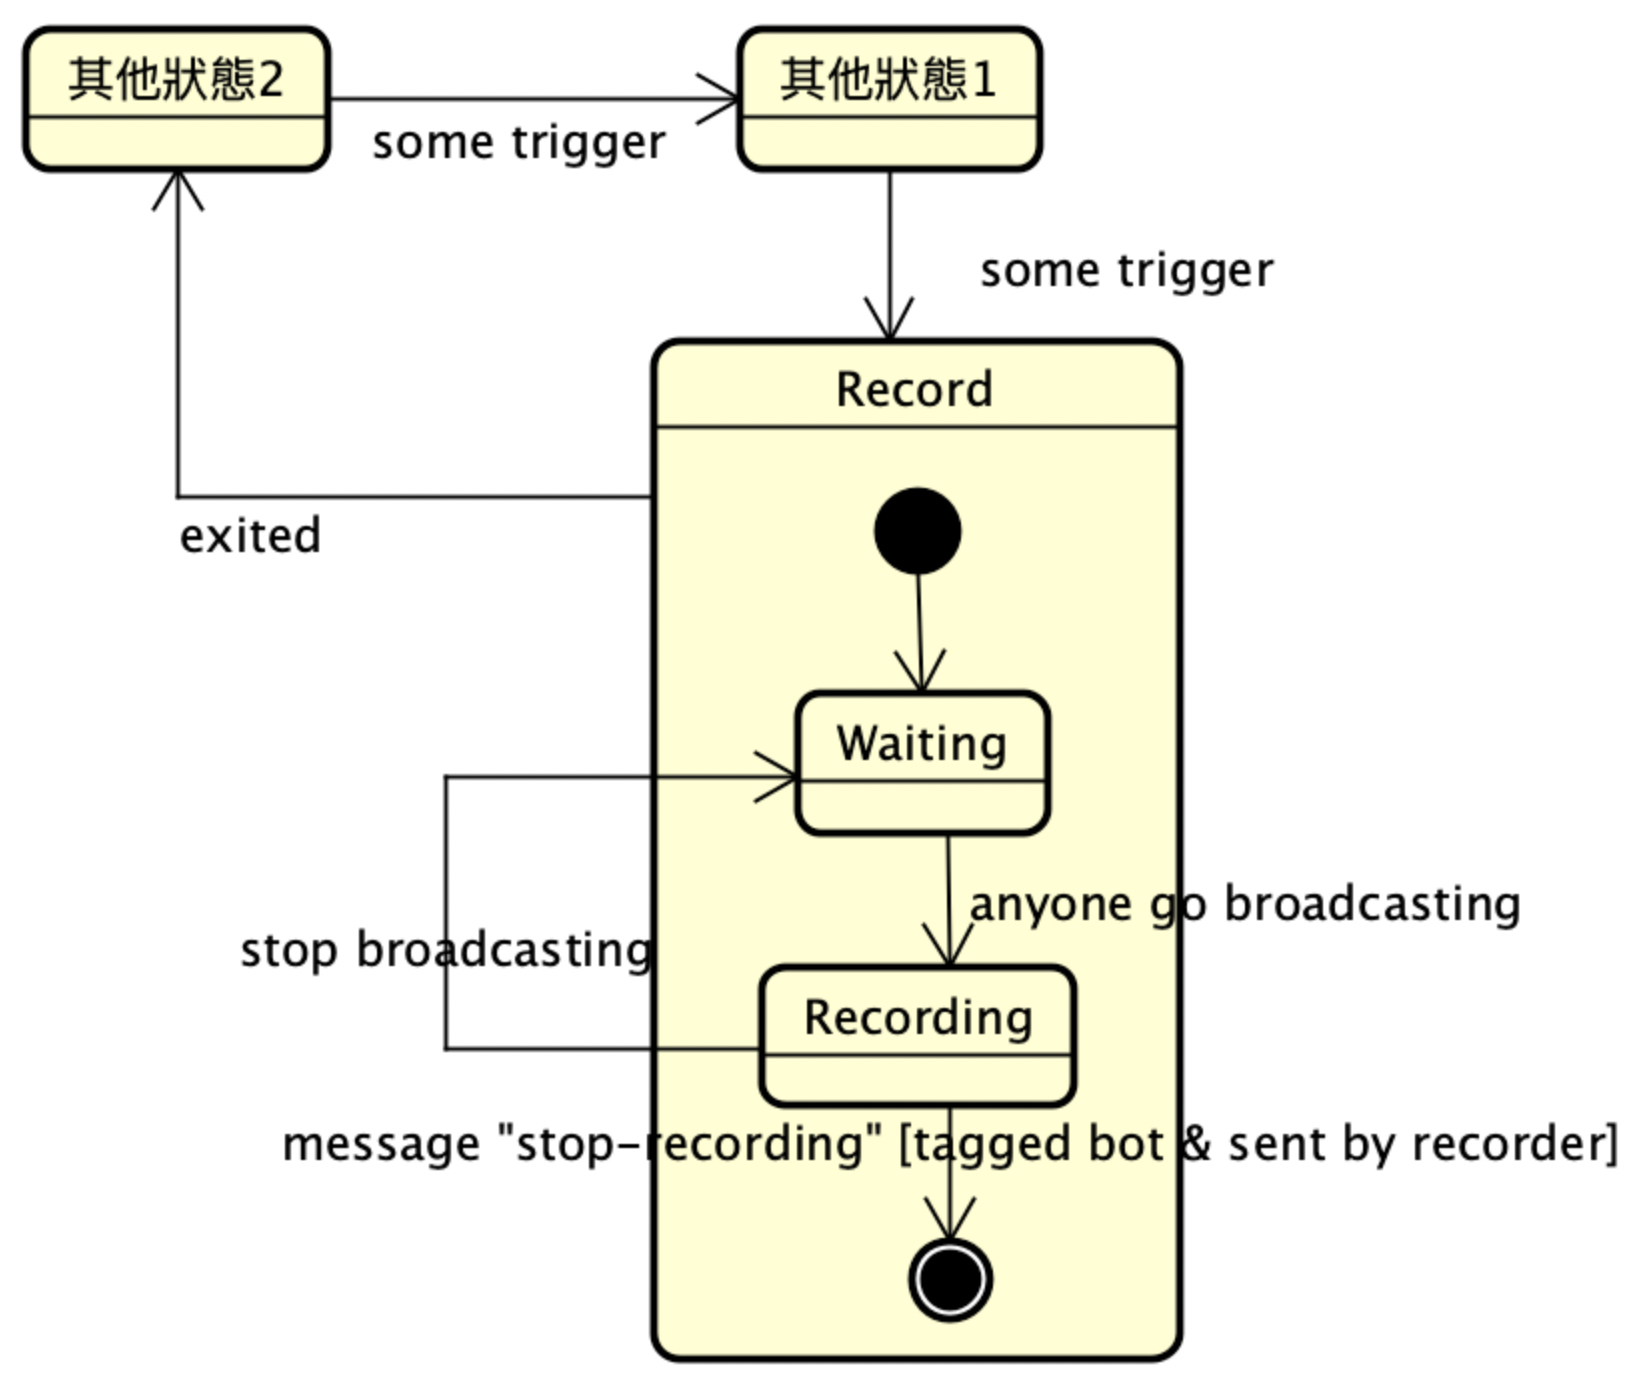 其他狀態2
其他狀態1
some trigger
some trigger
Record
exited
Waiting
anyone go broadcasting
stop broadcasting
Recording
message "stop-recording" [tagged bot & sent by recorder]